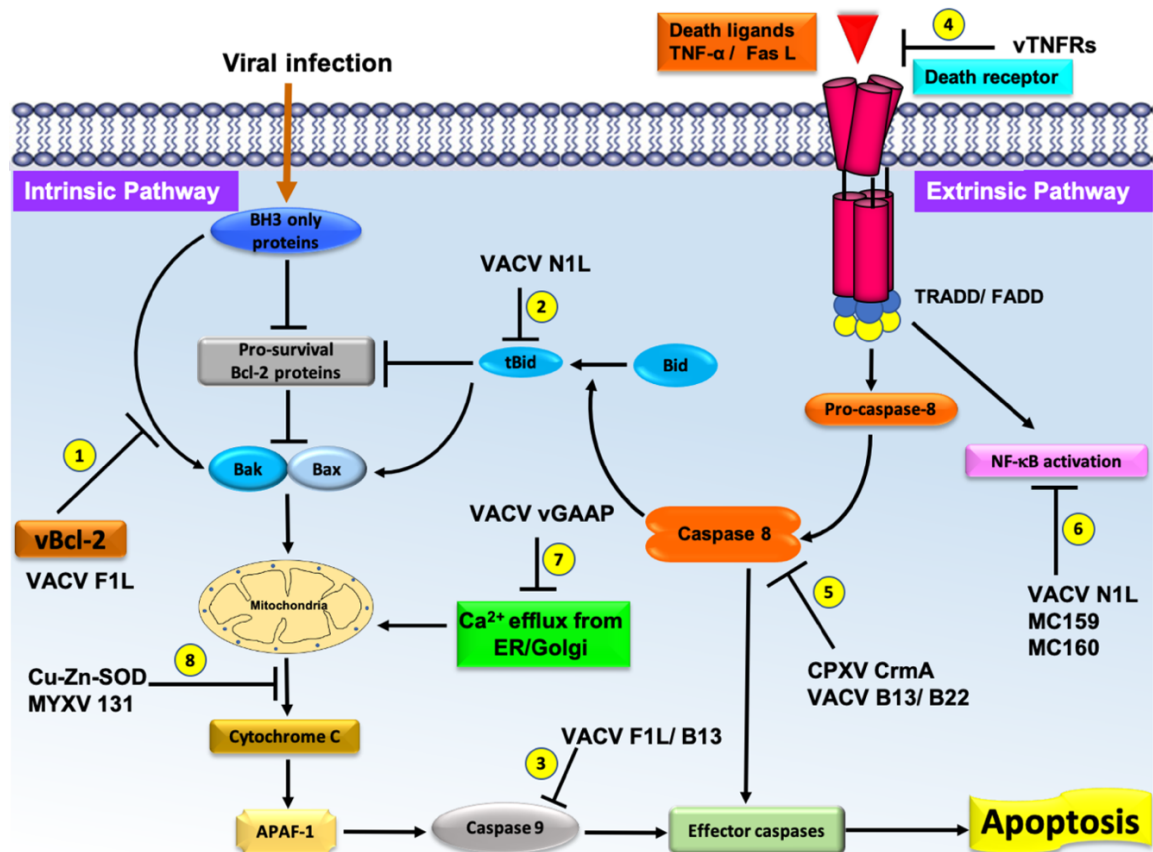 Death ligands
TNF-α / Fas L
4
vTNFRs
Death receptor
Viral infection
Intrinsic Pathway
Extrinsic Pathway
BH3 only
proteins
VACV N1L
2
TRADD/ FADD
Pro-survival
Bcl-2 proteins
tBid
Bid
Pro-caspase-8
1
Bak
Bax
NF-κB activation
vBcl-2
VACV F1L
VACV vGAAP
7
Caspase 8
6
Mitochondria
Ca²⁺ efflux from
ER/Golgi
5
VACV N1L
MC159
MC160
8
Cu-Zn-SOD
MYXV 131
CPXV CrmA
VACV B13/ B22
Cytochrome C
VACV F1L/ B13
3
APAF-1
Caspase 9
Effector caspases
Apoptosis